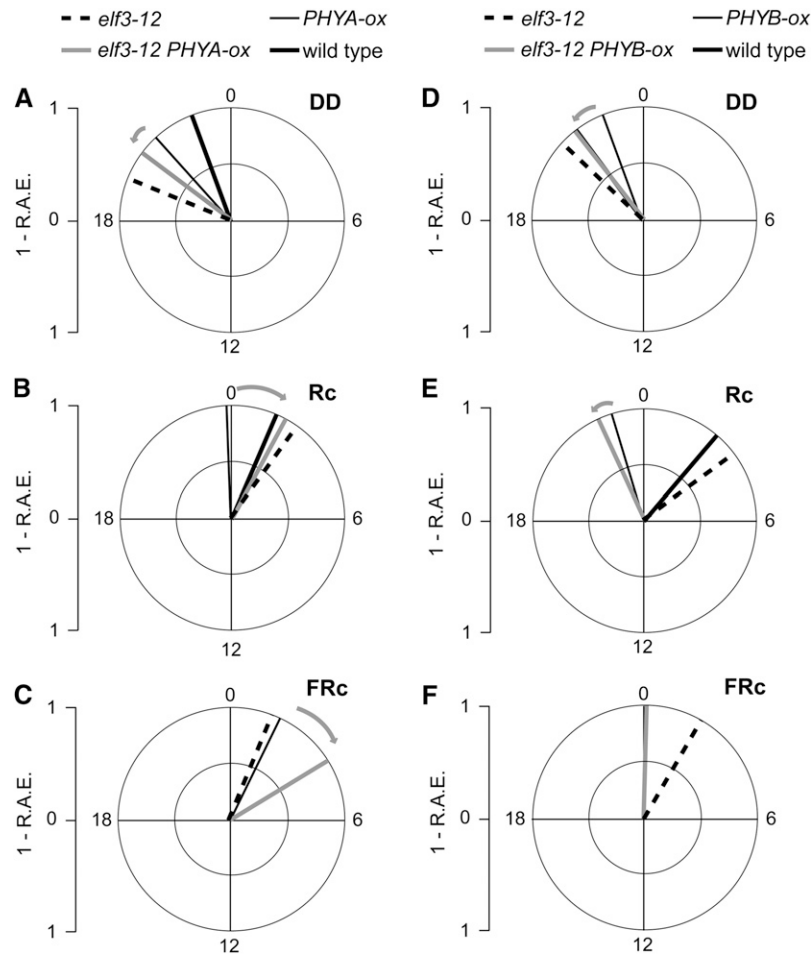 elf3-12 PHYA-ox
elf3-12 PHYA-ox wild type
elf3-12 PHYB-ox
elf3-12 PHYB-ox wild type
A
DD
0
6
12
18
1
0
1
1 - R.A.E.
D
DD
0
6
12
18
1
0
1
1 - R.A.E.
B
Rc
0
6
12
18
1
0
1
1 - R.A.E.
E
Rc
0
6
12
18
1
0
1
1 - R.A.E.
C
FRc
0
6
12
18
1
0
1
1 - R.A.E.
F
FRc
0
6
12
18
1
0
1
1 - R.A.E.